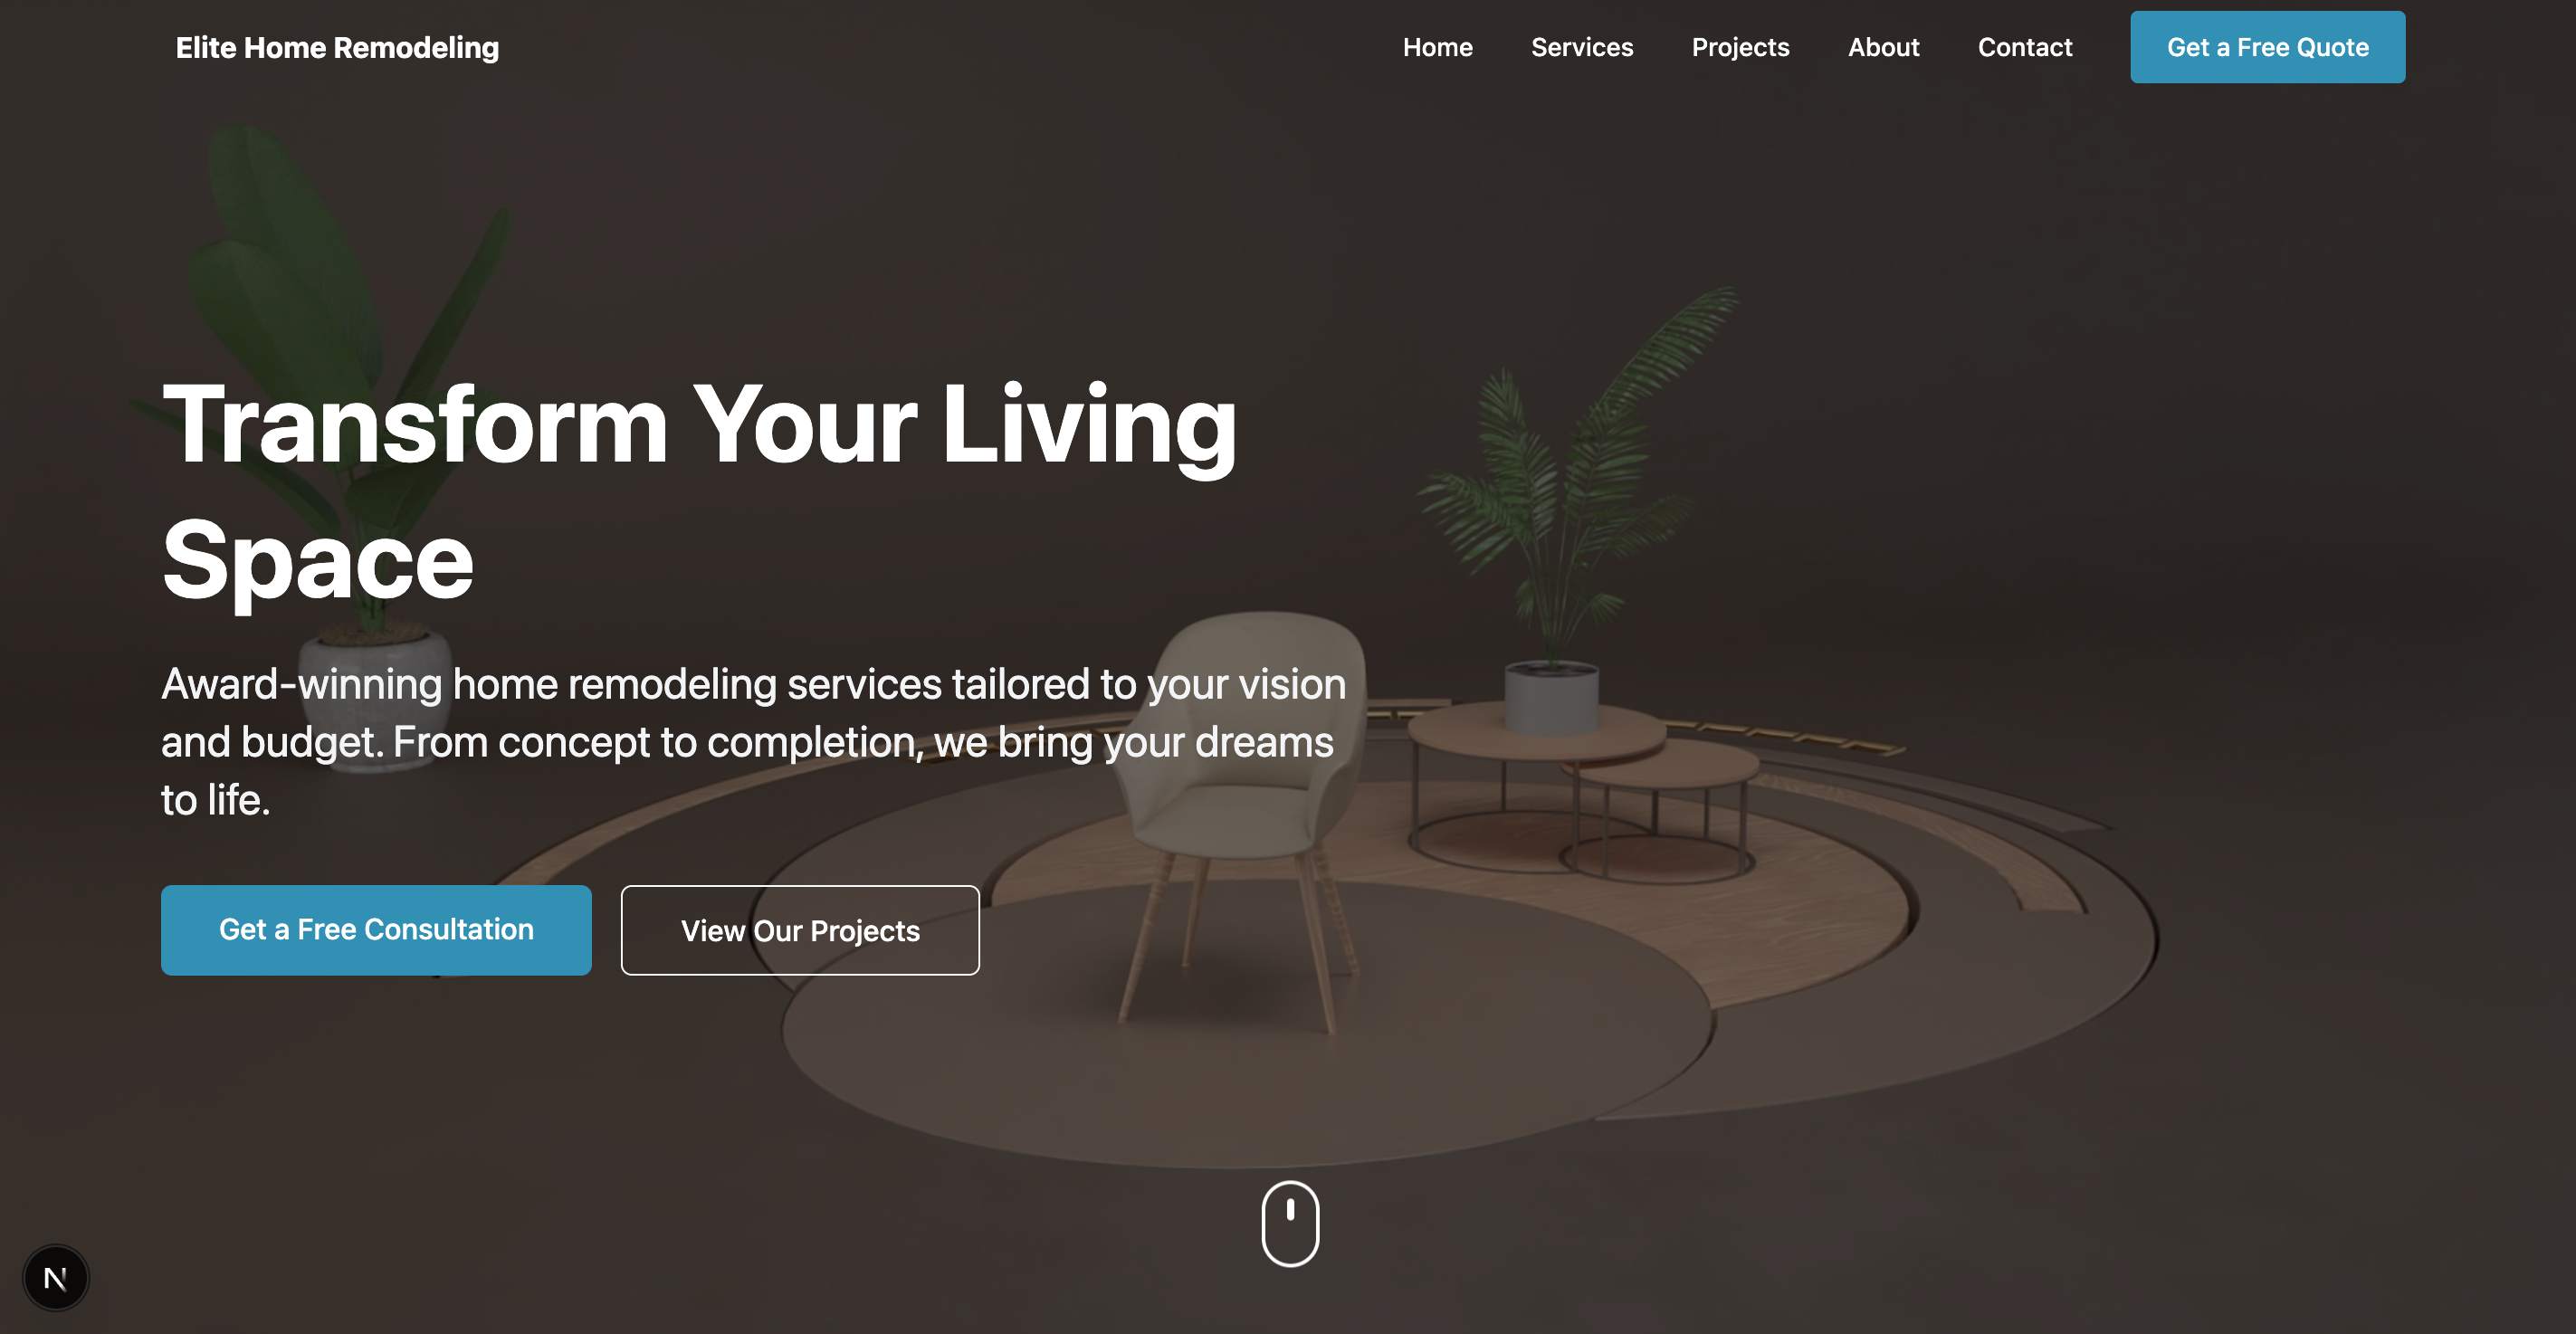 Elite Home Remodeling
Home
Services
Projects
About
Contact
Get a Free Quote
Transform Your Living
Space
Award-winning home remodeling services tailored to your vision
and budget. From concept to completion, we bring your dreams
to life.
Get a Free Consultation
View Our Projects
N